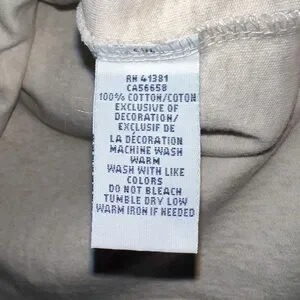 RN 41381
CA56658
100% COTTON/COTON
EXCLUSIVE OF
DECORATION/
EXCLUSIF DE
LA DÉCORATION
MACHINE WASH
WARM
WASH WITH LIKE
COLORS
DO NOT BLEACH
TUMBLE DRY LOW
WARM IRON IF NEEDED